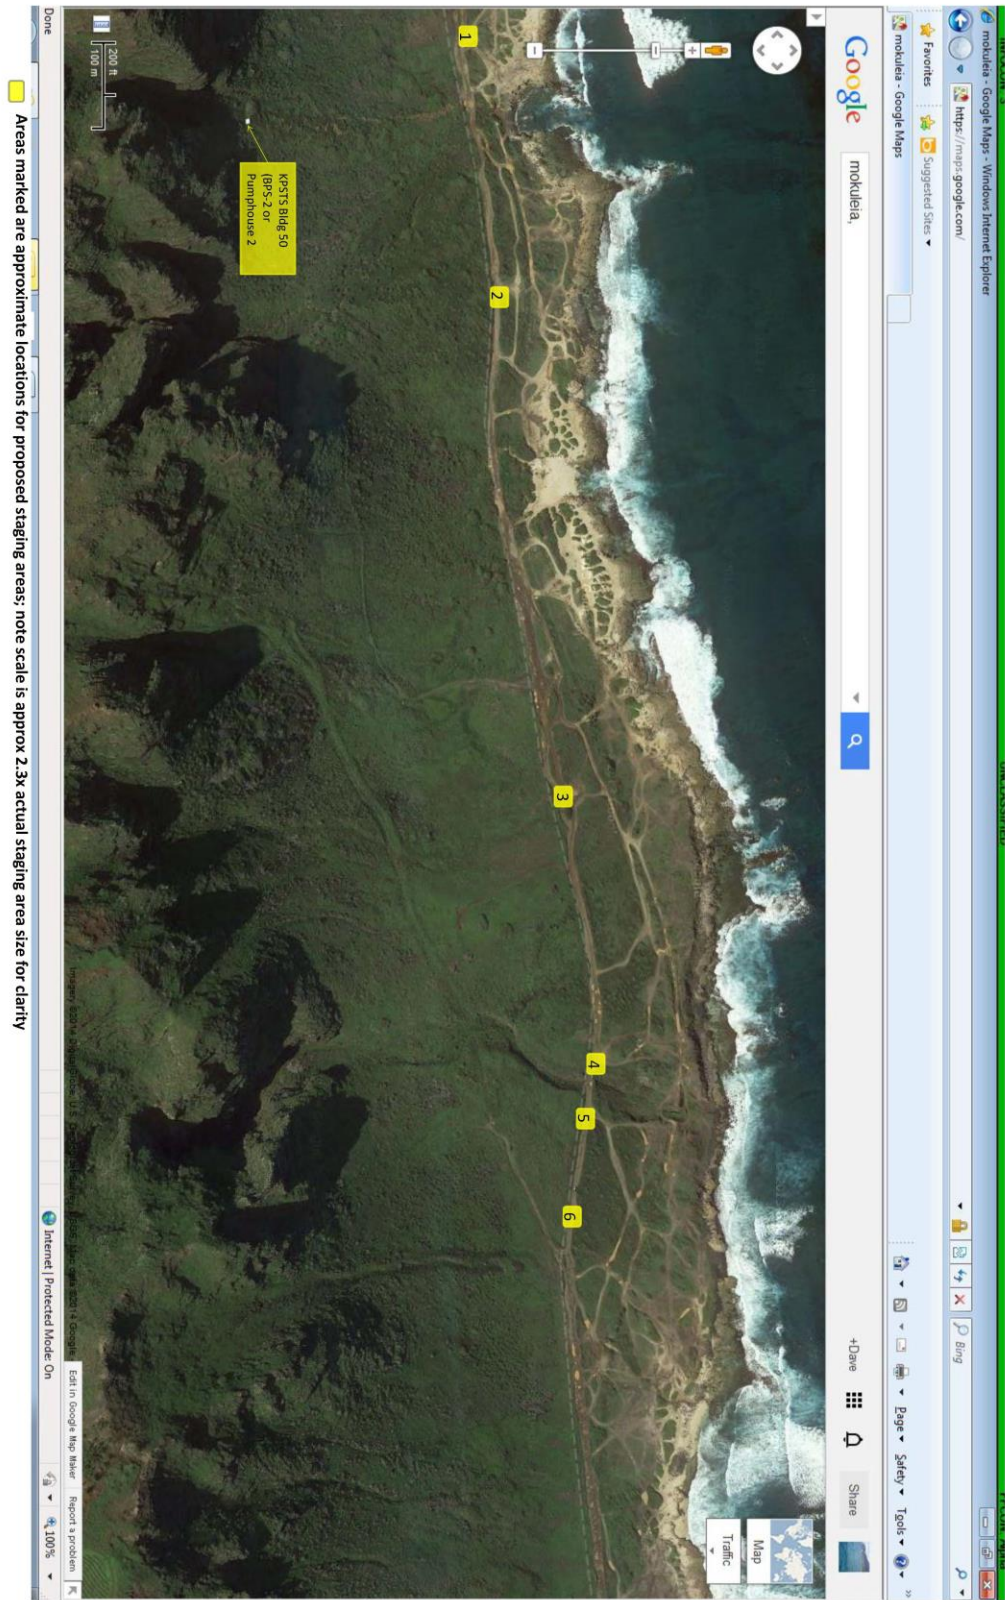 mokuleia - Google Maps - Windows Internet Explorer
https://maps.google.com/
Bing
Favorites
Suggested Sites
mokuleia - Google Maps
Page
Safety
Tools
Google
mokuleia,
+Dave
Share
Map
Traffic
1
2
3
4
5
6
KPSTS Bldg 50
(BPS-2 or
Pumphouse 2
200 ft
100 m
Edit in Google Map Maker
Report a problem
Done
Internet | Protected Mode: On
100%
Areas marked are approximate locations for proposed staging areas; note scale is approx 2.3x actual staging area size for clarity